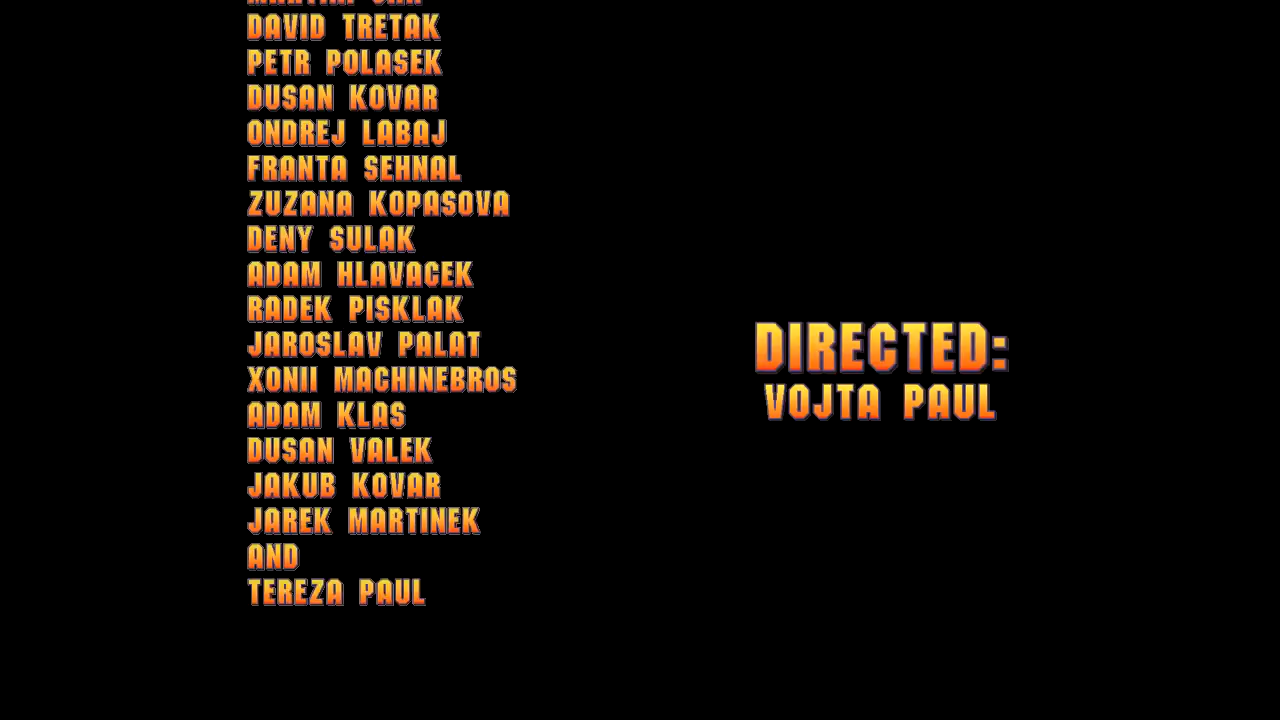 DAVID TRETAK
PETR POLASEK
DUSAN KOVAR
ONDREJ LABAJ
FRANTA SEHNAL
ZUZANA KOPASOVA
DENY SULAK
ADAM HLAVACEK
RADEK PISKLAK
JAROSLAV PALAT
XONII MACHINEBROS
ADAM KLAS
DUSAN VALEK
JAKUB KOVAR
JAREK MARTINEK
AND
TEREZA PAUL
DIRECTED:
VOJTA PAUL